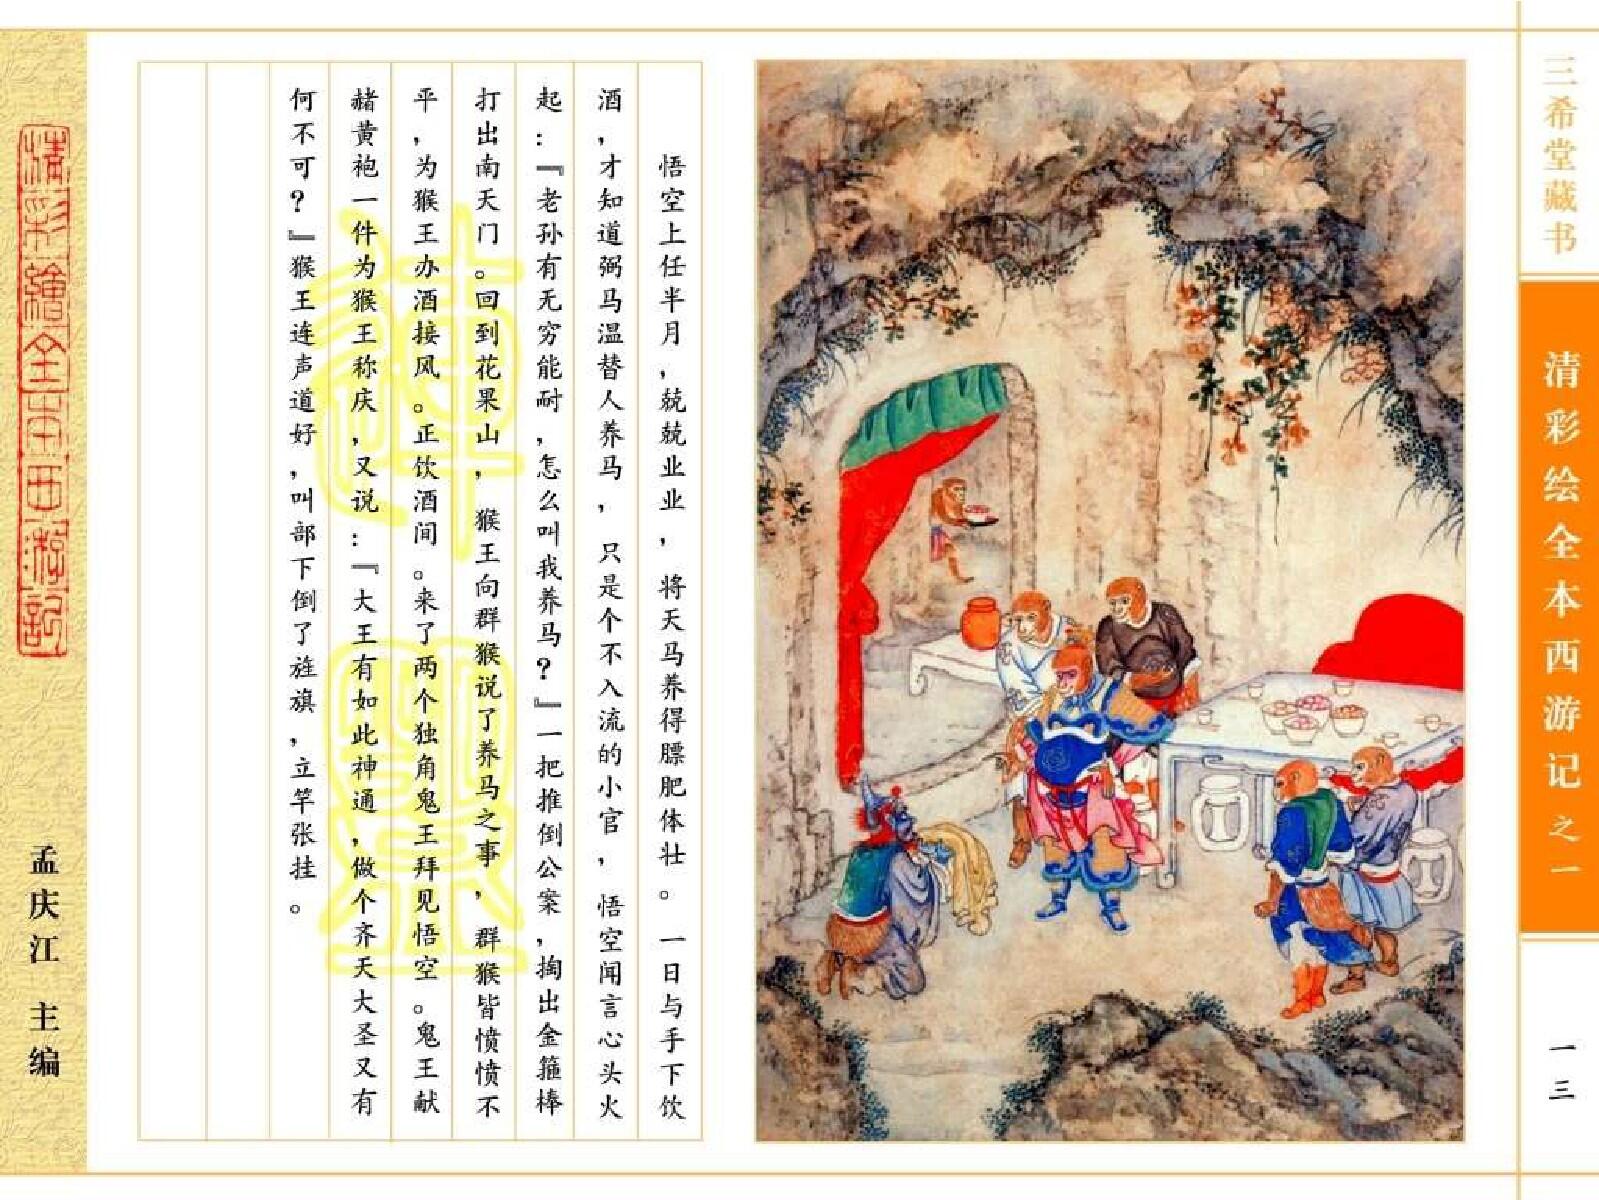 三希堂藏书
清彩绘全本西游记之一
一三
悟空上任半月，兢兢业业，将天马养得膘肥体壮。一日与手下饮
酒，才知道弼马温替人养马，只是个不入流的小官，悟空闻言心头火
起：『老孙有无穷能耐，怎么叫我养马？』一把推倒公案，掏出金箍棒
打出南天门。回到花果山，猴王向群猴说了养马之事，群猴皆愤愤不
平，为猴王办酒接风。正饮酒间。来了两个独角鬼王拜见悟空。鬼王献
赭黄袍一件为猴王称庆，又说：『大王有如此神通，做个齐天大圣又有
何不可？』猴王连声道好，叫部下倒了旌旗，立竿张挂。
清彩繪全本西游記
孟庆江 主编